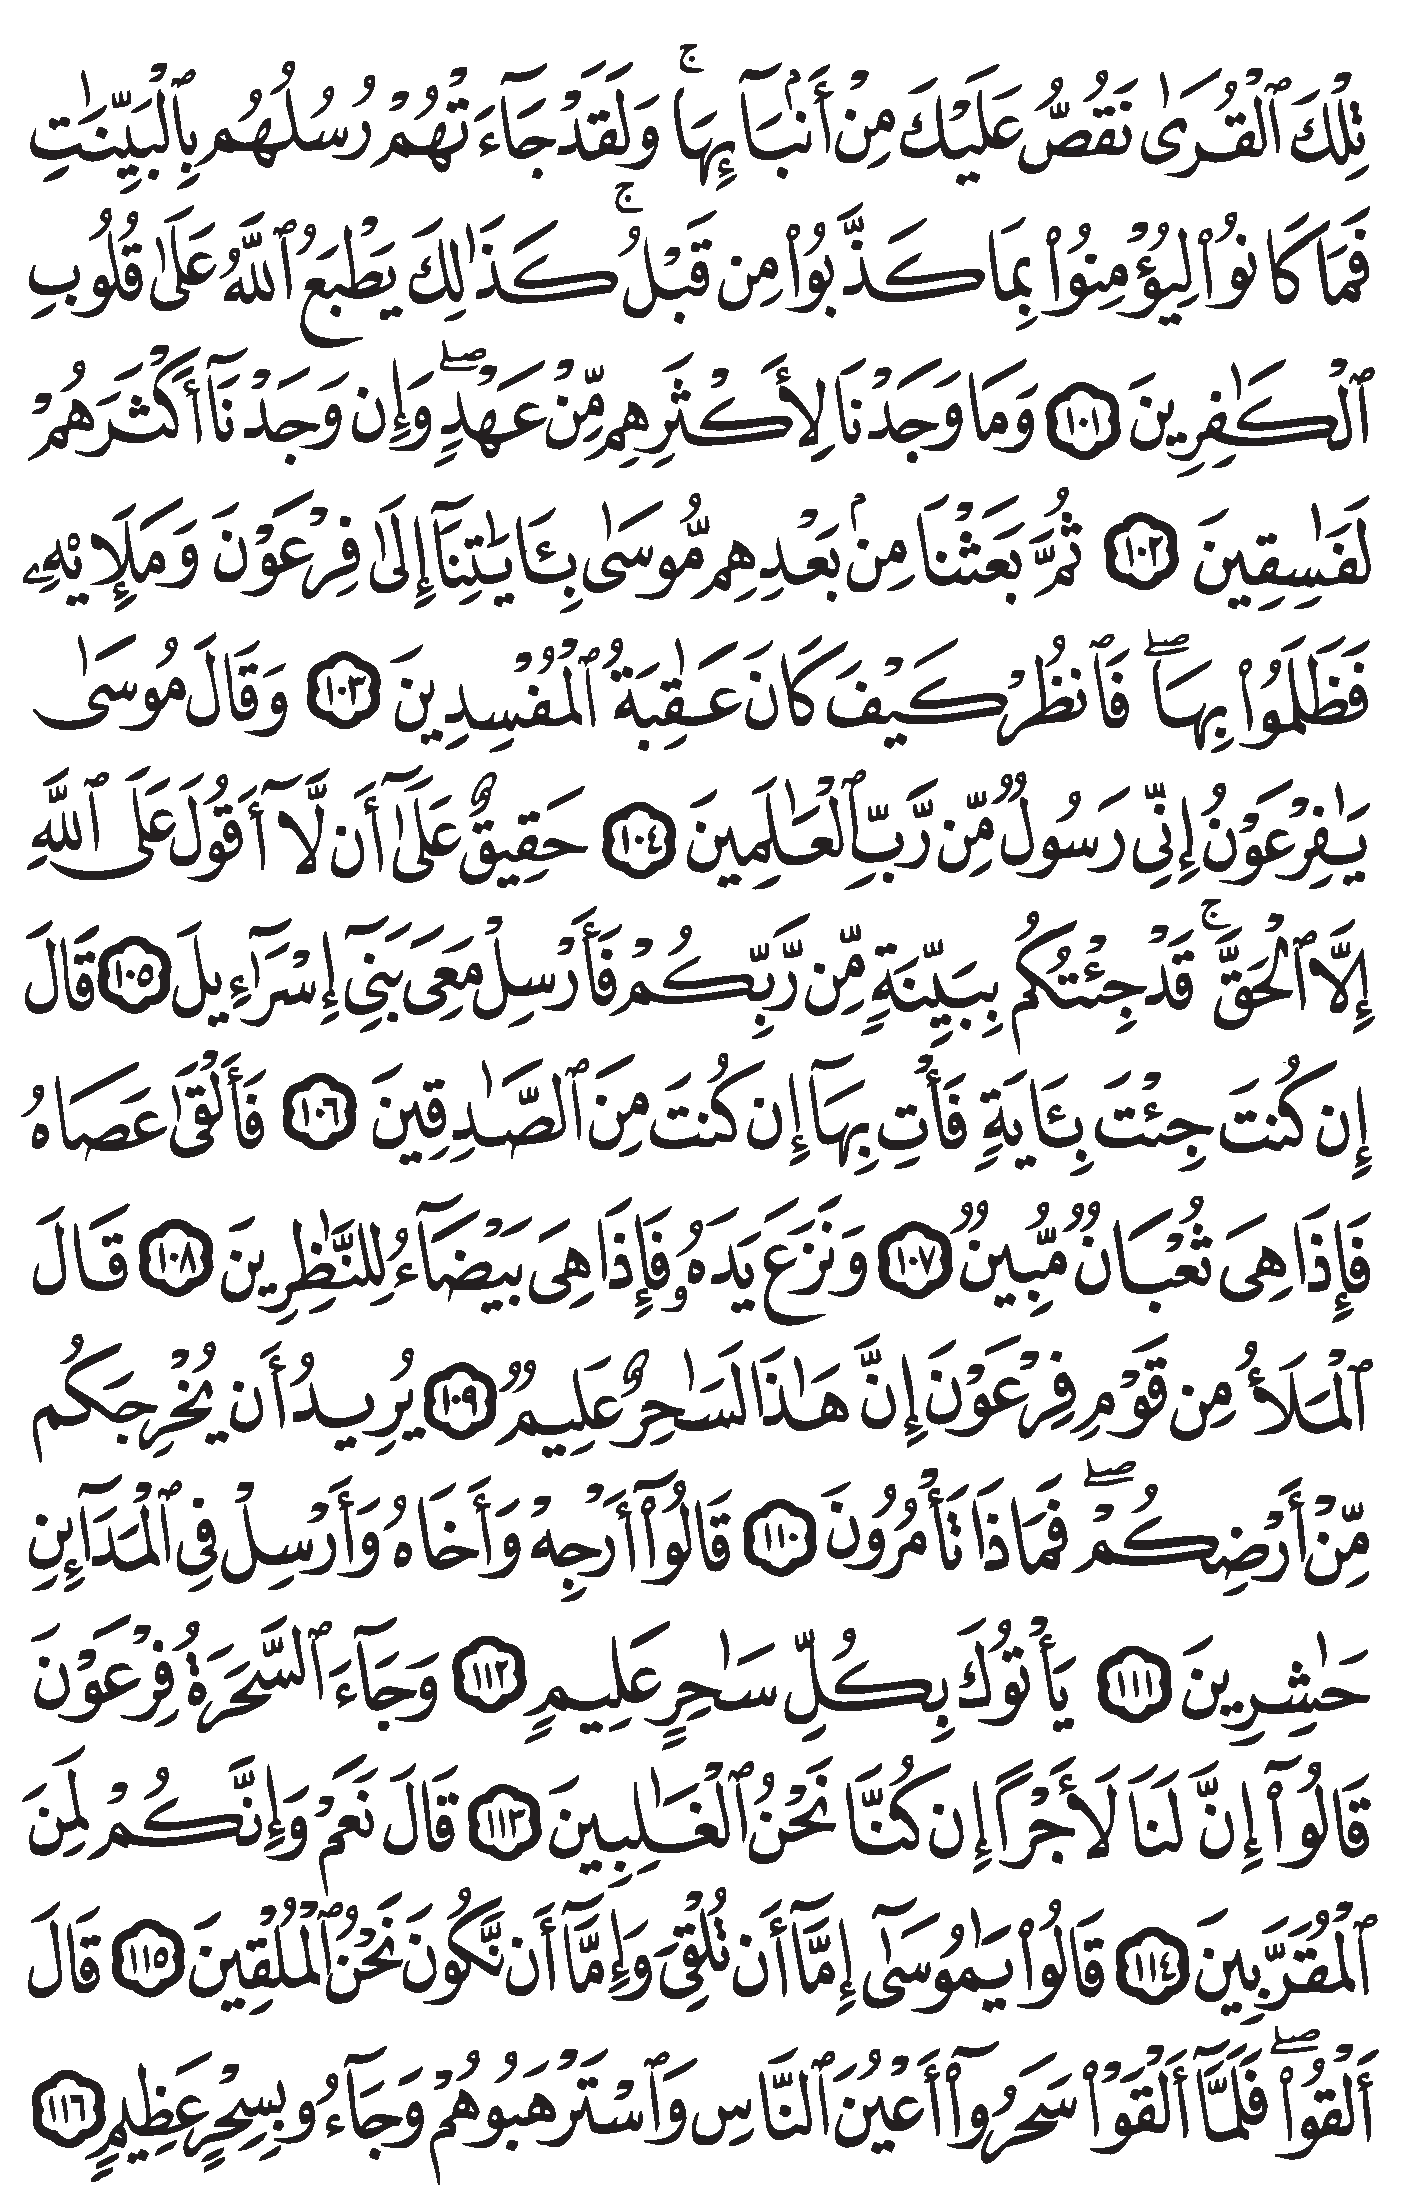 تِلْكَ ٱلْقُرَىٰ نَقُصُّ عَلَيْكَ مِنْ أَنۢبَآئِهَاۚ وَلَقَدْ جَآءَتْهُمْ رُسُلُهُم بِٱلْبَيِّنَٰتِ
فَمَا كَانُوا۟ لِيُؤْمِنُوا۟ بِمَا كَذَّبُوا۟ مِن قَبْلُۚ كَذَٰلِكَ يَطْبَعُ ٱللَّهُ عَلَىٰ قُلُوبِ
ٱلْكَٰفِرِينَ ١٠١ وَمَا وَجَدْنَا لِأَكْثَرِهِم مِّنْ عَهْدٍۖ وَإِن وَجَدْنَآ أَكْثَرَهُمْ
لَفَٰسِقِينَ ١٠٢ ثُمَّ بَعَثْنَا مِنۢ بَعْدِهِم مُّوسَىٰ بِـَٔايَٰتِنَآ إِلَىٰ فِرْعَوْنَ وَمَلَإِي۟هِۦ
فَظَلَمُوا۟ بِهَاۖ فَٱنظُرْ كَيْفَ كَانَ عَٰقِبَةُ ٱلْمُفْسِدِينَ ١٠٣ وَقَالَ مُوسَىٰ
يَٰفِرْعَوْنُ إِنِّى رَسُولٌ مِّن رَّبِّ ٱلْعَٰلَمِينَ ١٠٤ حَقِيقٌ عَلَىٰٓ أَن لَّآ أَقُولَ عَلَى ٱللَّهِ
إِلَّا ٱلْحَقَّۚ قَدْ جِئْتُكُم بِبَيِّنَةٍ مِّن رَّبِّكُمْ فَأَرْسِلْ مَعِىَ بَنِىٓ إِسْرَٰٓءِيلَ ١٠٥ قَالَ
إِن كُنتَ جِئْتَ بِـَٔايَةٍ فَأْتِ بِهَآ إِن كُنتَ مِنَ ٱلصَّٰدِقِينَ ١٠٦ فَأَلْقَىٰ عَصَاهُ
فَإِذَا هِىَ ثُعْبَانٌ مُّبِينٌ ١٠٧ وَنَزَعَ يَدَهُۥ فَإِذَا هِىَ بَيْضَآءُ لِلنَّٰظِرِينَ ١٠٨ قَالَ
ٱلْمَلَأُ مِن قَوْمِ فِرْعَوْنَ إِنَّ هَٰذَا لَسَٰحِرٌ عَلِيمٌ ١٠٩ يُرِيدُ أَن يُخْرِجَكُم
مِّنْ أَرْضِكُمْۖ فَمَاذَا تَأْمُرُونَ ١١٠ قَالُوٓا۟ أَرْجِهْ وَأَخَاهُ وَأَرْسِلْ فِى ٱلْمَدَآئِنِ
حَٰشِرِينَ ١١١ يَأْتُوكَ بِكُلِّ سَٰحِرٍ عَلِيمٍ ١١٢ وَجَآءَ ٱلسَّحَرَةُ فِرْعَوْنَ
قَالُوٓا۟ إِنَّ لَنَا لَأَجْرًا إِن كُنَّا نَحْنُ ٱلْغَٰلِبِينَ ١١٣ قَالَ نَعَمْ وَإِنَّكُمْ لَمِنَ
ٱلْمُقَرَّبِينَ ١١٤ قَالُوا۟ يَٰمُوسَىٰٓ إِمَّآ أَن تُلْقِىَ وَإِمَّآ أَن نَّكُونَ نَحْنُ ٱلْمُلْقِينَ ١١٥ قَالَ
أَلْقُوا۟ۖ فَلَمَّآ أَلْقَوْا۟ سَحَرُوٓا۟ أَعْيُنَ ٱلنَّاسِ وَٱسْتَرْهَبُوهُمْ وَجَآءُو بِسِحْرٍ عَظِيمٍ ١١٦